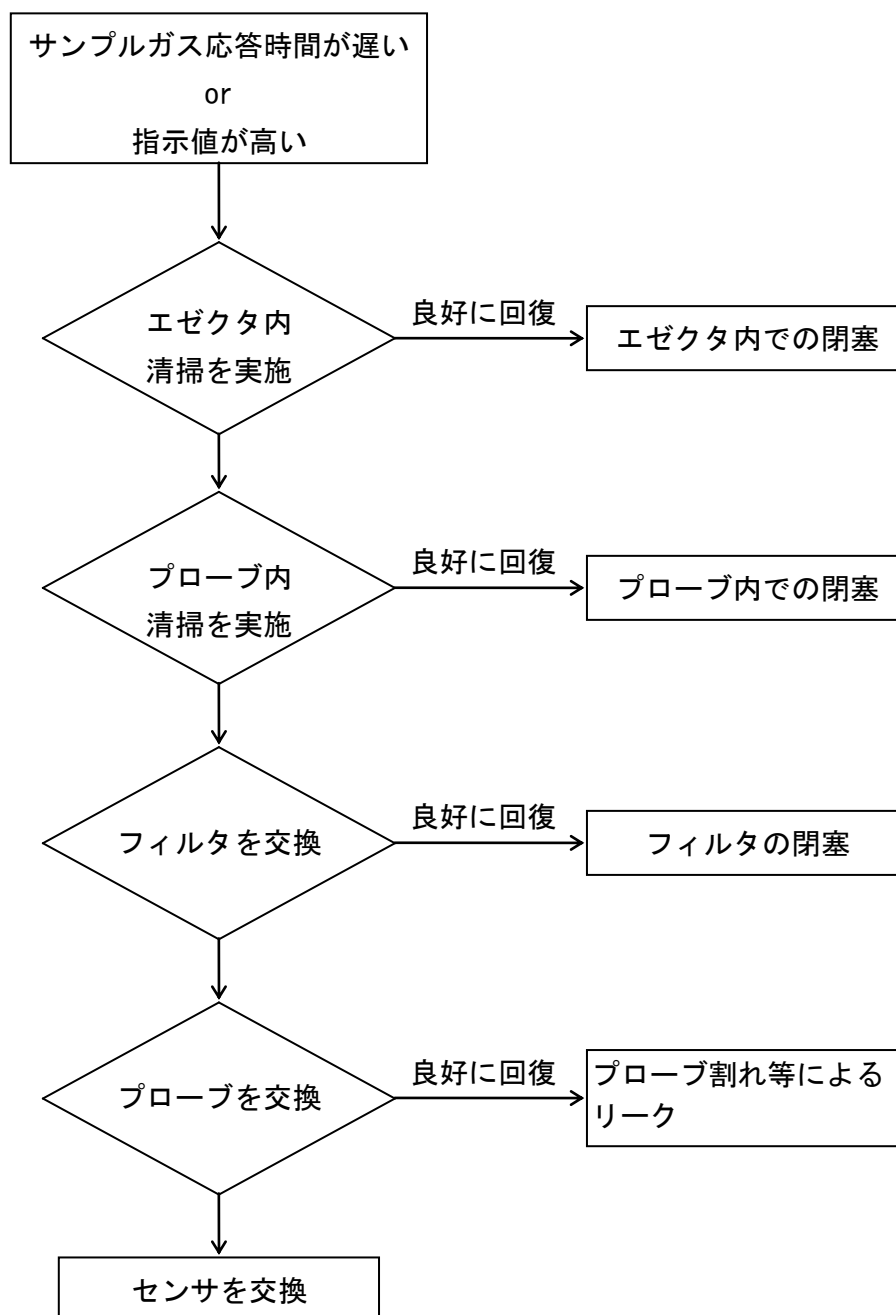 サンプルガス応答時間が遅い
or
指示値が高い
エゼクタ内
清掃を実施
良好に回復
エゼクタ内での閉塞
プローブ内
清掃を実施
良好に回復
プローブ内での閉塞
フィルタを交換
良好に回復
フィルタの閉塞
プローブを交換
良好に回復
プローブ割れ等による
リーク
センサを交換